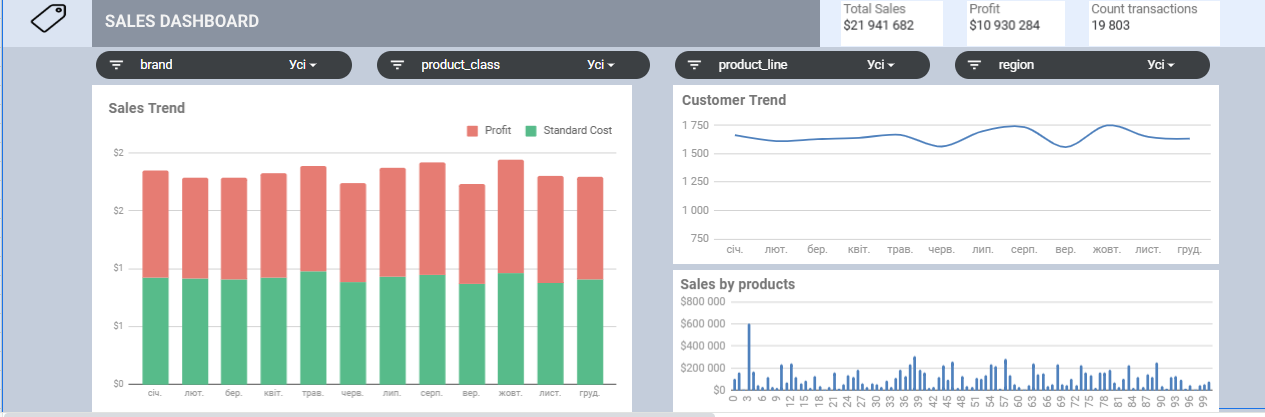 SALES DASHBOARD
Total Sales
$21 941 682
Profit
$10 930 284
Count transactions
19 803
brand Усі
product_class Усі
product_line Усі
region Усі
Sales Trend
Profit Standard Cost
$2
$2
$1
$1
$0
січ. лют. бер. квіт. трав. черв. лип. серп. вер. жовт. лист. груд.
Customer Trend
1 750
1 500
1 250
1 000
750
січ. лют. бер. квіт. трав. черв. лип. серп. вер. жовт. лист. груд.
Sales by products
$800 000
$600 000
$400 000
$200 000
$0
0 3 6 9 12 15 18 21 24 27 30 33 36 39 42 45 48 51 54 57 60 63 66 69 72 75 78 81 84 87 90 93 96 99